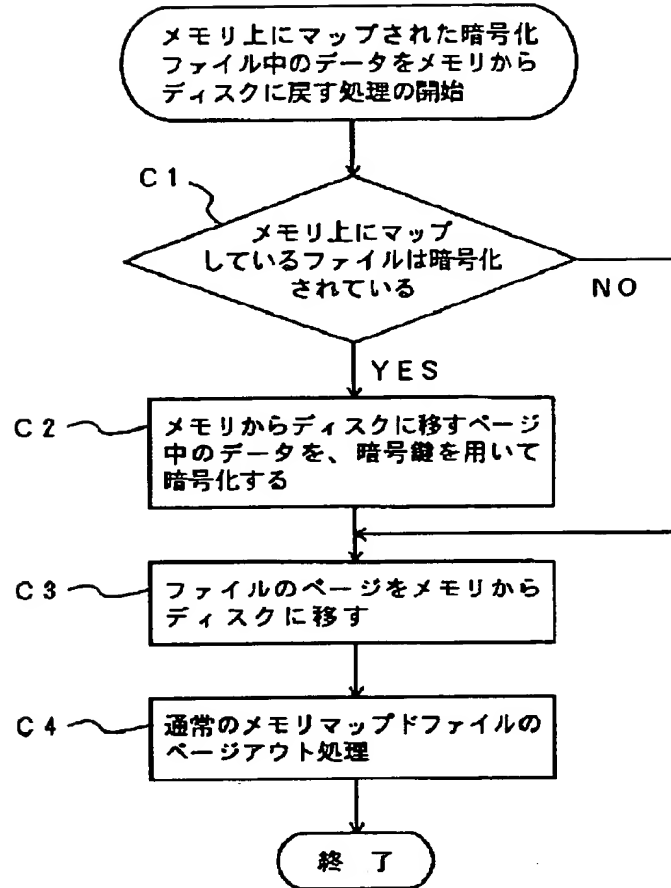 メモリ上にマップされた暗号化
ファイル中のデータをメモリから
ディスクに戻す処理の開始
C1
メモリ上にマップ
しているファイルは暗号化
されている
NO
YES
C2
メモリからディスクに移すページ
中のデータを、暗号鍵を用いて
暗号化する
C3
ファイルのページをメモリから
ディスクに移す
C4
通常のメモリマップドファイルの
ページアウト処理
終 了